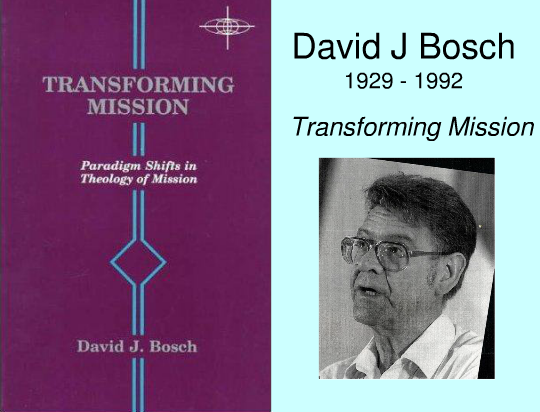 TRANSFORMING
MISSION
Paradigm Shifts in
Theology of Mission
David J. Bosch
David J Bosch
1929 - 1992
Transforming Mission